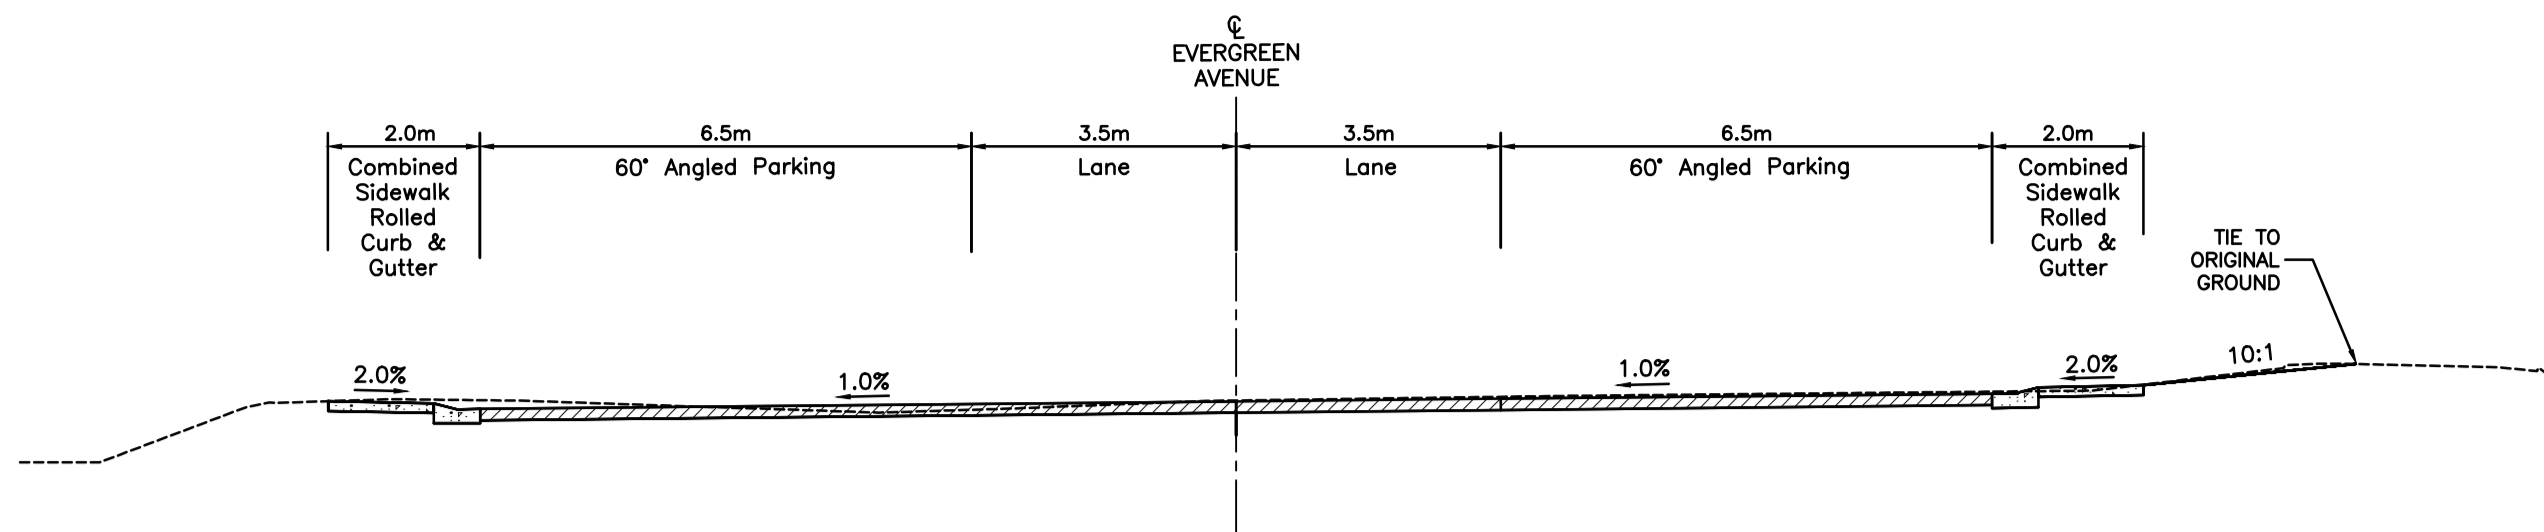 ℄
EVERGREEN
AVENUE
2.0m
6.5m
3.5m
3.5m
6.5m
2.0m
Combined
Sidewalk
Rolled
Curb &
Gutter
60° Angled Parking
Lane
Lane
60° Angled Parking
Combined
Sidewalk
Rolled
Curb &
Gutter
TIE TO
ORIGINAL
GROUND
2.0%
1.0%
1.0%
2.0%
10:1